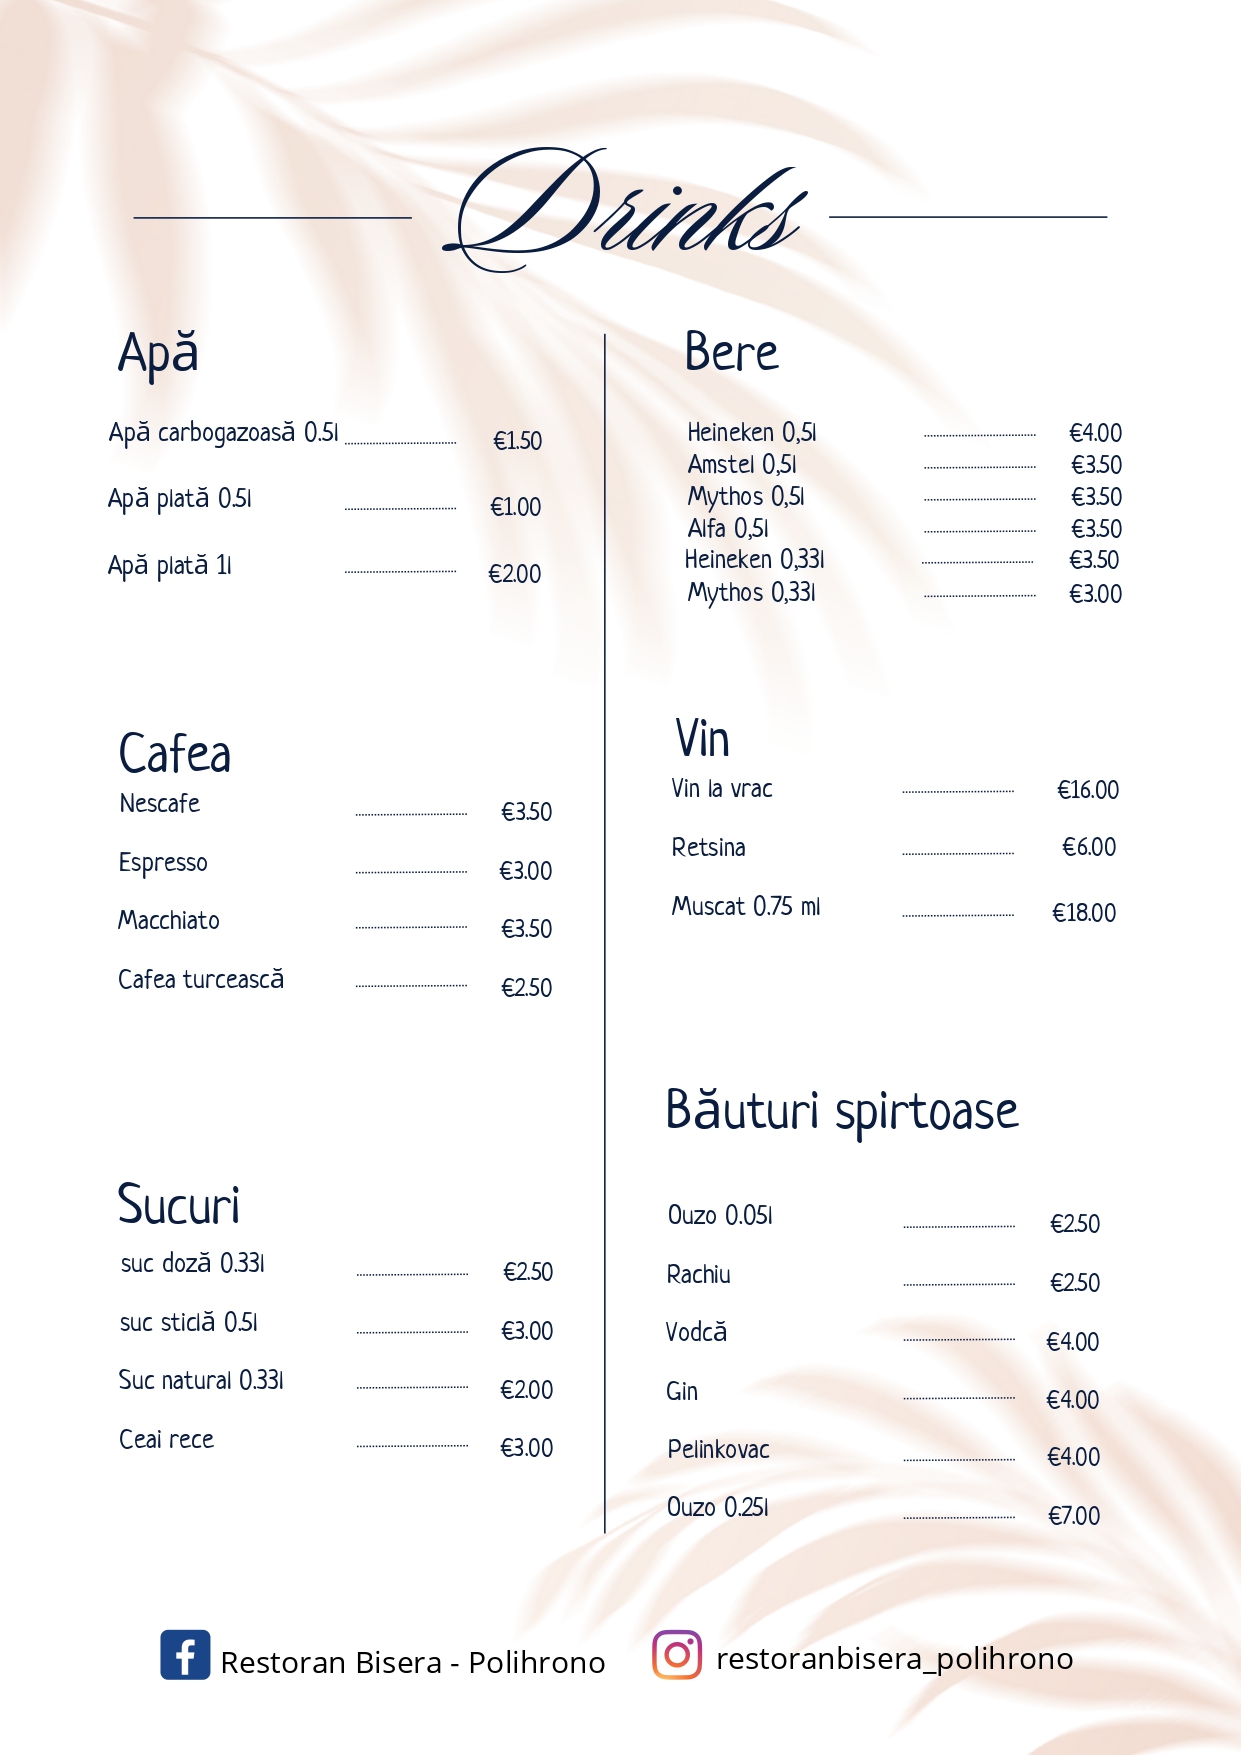 Drinks
Apă
Apă carbogazoasă 0.5l ........ €1.50
Apă plată 0.5l ........ €1.00
Apă plată 1l ........ €2.00
Cafea
Nescafe ........ €3.50
Espresso ........ €3.00
Macchiato ........ €3.50
Cafea turcească ........ €2.50
Sucuri
suc doză 0.33l ........ €2.50
suc sticlă 0.5l ........ €3.00
Suc natural 0.33l ........ €2.00
Ceai rece ........ €3.00
Bere
Heineken 0,5l ........ €4.00
Amstel 0,5l ........ €3.50
Mythos 0,5l ........ €3.50
Alfa 0,5l ........ €3.50
Heineken 0,33l ........ €3.50
Mythos 0,33l ........ €3.00
Vin
Vin la vrac ........ €16.00
Retsina ........ €6.00
Muscat 0.75 ml ........ €18.00
Băuturi spirtoase
Ouzo 0.05l ........ €2.50
Rachiu ........ €2.50
Vodcă ........ €4.00
Gin ........ €4.00
Pelinkovac ........ €4.00
Ouzo 0.25l ........ €7.00
Restoran Bisera - Polihrono
restoranbisera_polihrono